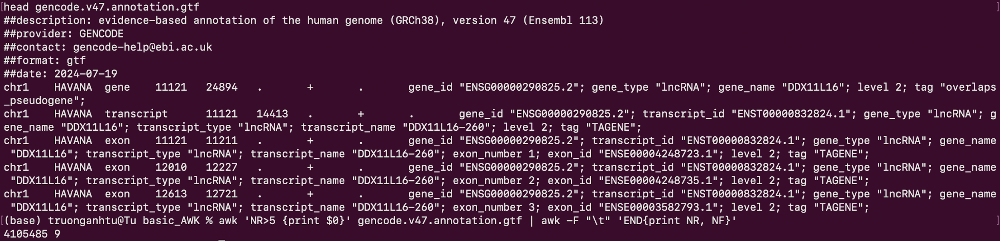 head gencode.v47.annotation.gtf
##description: evidence-based annotation of the human genome (GRCh38), version 47 (Ensembl 113)
##provider: GENCODE
##contact: gencode-help@ebi.ac.uk
##format: gtf
##date: 2024-07-19
chr1    HAVANA  gene    11121   24894   .       +       .       gene_id "ENSG00000290825.2"; gene_type "lncRNA"; gene_name "DDX11L16"; level 2; tag "overlaps
_pseudogene";
chr1    HAVANA  transcript      11121   14413   .       +       .       gene_id "ENSG00000290825.2"; transcript_id "ENST00000832824.1"; gene_type "lncRNA"; g
ene_name "DDX11L16"; transcript_type "lncRNA"; transcript_name "DDX11L16-260"; level 2; tag "TAGENE";
chr1    HAVANA  exon    11121   11211   .       +       .       gene_id "ENSG00000290825.2"; transcript_id "ENST00000832824.1"; gene_type "lncRNA"; gene_name
 "DDX11L16"; transcript_type "lncRNA"; transcript_name "DDX11L16-260"; exon_number 1; exon_id "ENSE00004248723.1"; level 2; tag "TAGENE";
chr1    HAVANA  exon    12010   12227   .       +       .       gene_id "ENSG00000290825.2"; transcript_id "ENST00000832824.1"; gene_type "lncRNA"; gene_name
 "DDX11L16"; transcript_type "lncRNA"; transcript_name "DDX11L16-260"; exon_number 2; exon_id "ENSE00004248735.1"; level 2; tag "TAGENE";
chr1    HAVANA  exon    12613   12721   .       +       .       gene_id "ENSG00000290825.2"; transcript_id "ENST00000832824.1"; gene_type "lncRNA"; gene_name
 "DDX11L16"; transcript_type "lncRNA"; transcript_name "DDX11L16-260"; exon_number 3; exon_id "ENSE00003582793.1"; level 2; tag "TAGENE";
(base) truonganhtu@Tu basic_AWK % awk 'NR>5 {print $0}' gencode.v47.annotation.gtf | awk -F "\t" 'END{print NR, NF}'
4105485 9